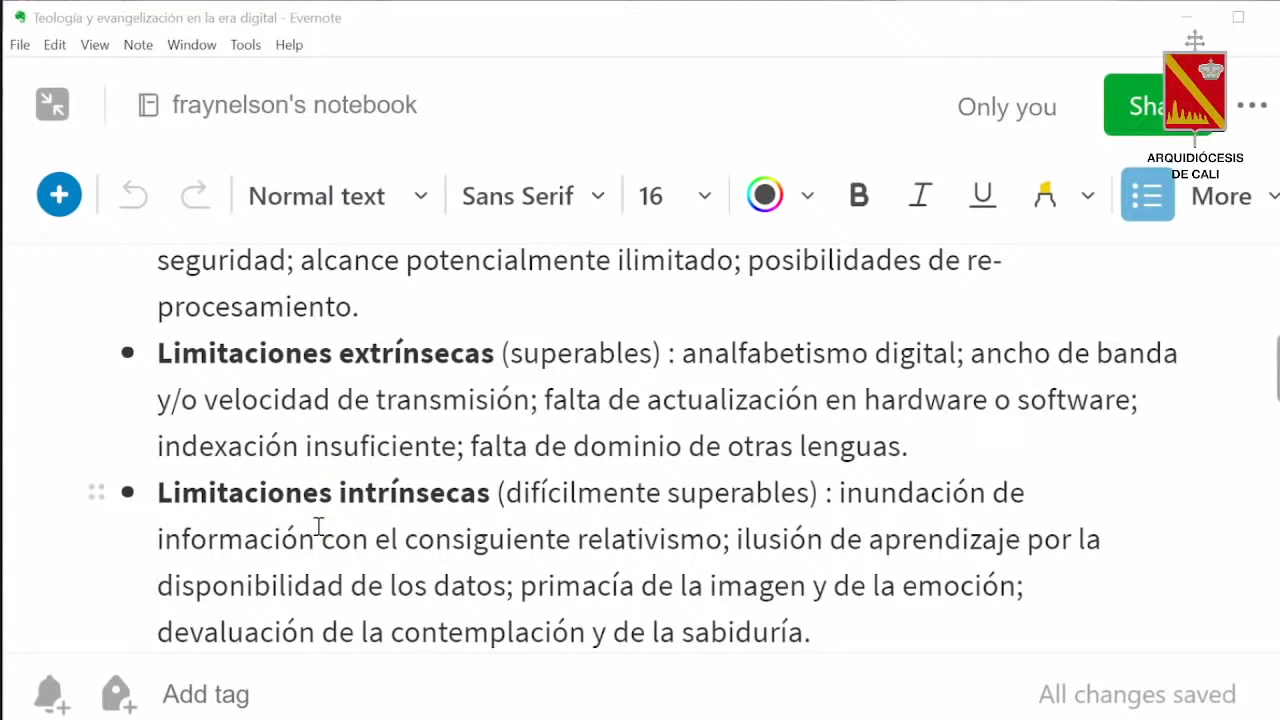 Teología y evangelización en la era digital - Evernote
File Edit View Note Window Tools Help
fraynelson's notebook
Only you
Sha
ARQUIDIÓCESIS
DE CALI
Normal text
Sans Serif
16
B I U
More
seguridad; alcance potencialmente ilimitado; posibilidades de re-
procesamiento.
• Limitaciones extrínsecas (superables) : analfabetismo digital; ancho de banda
y/o velocidad de transmisión; falta de actualización en hardware o software;
indexación insuficiente; falta de dominio de otras lenguas.
• Limitaciones intrínsecas (difícilmente superables) : inundación de
información con el consiguiente relativismo; ilusión de aprendizaje por la
disponibilidad de los datos; primacía de la imagen y de la emoción;
devaluación de la contemplación y de la sabiduría.
Add tag
All changes saved